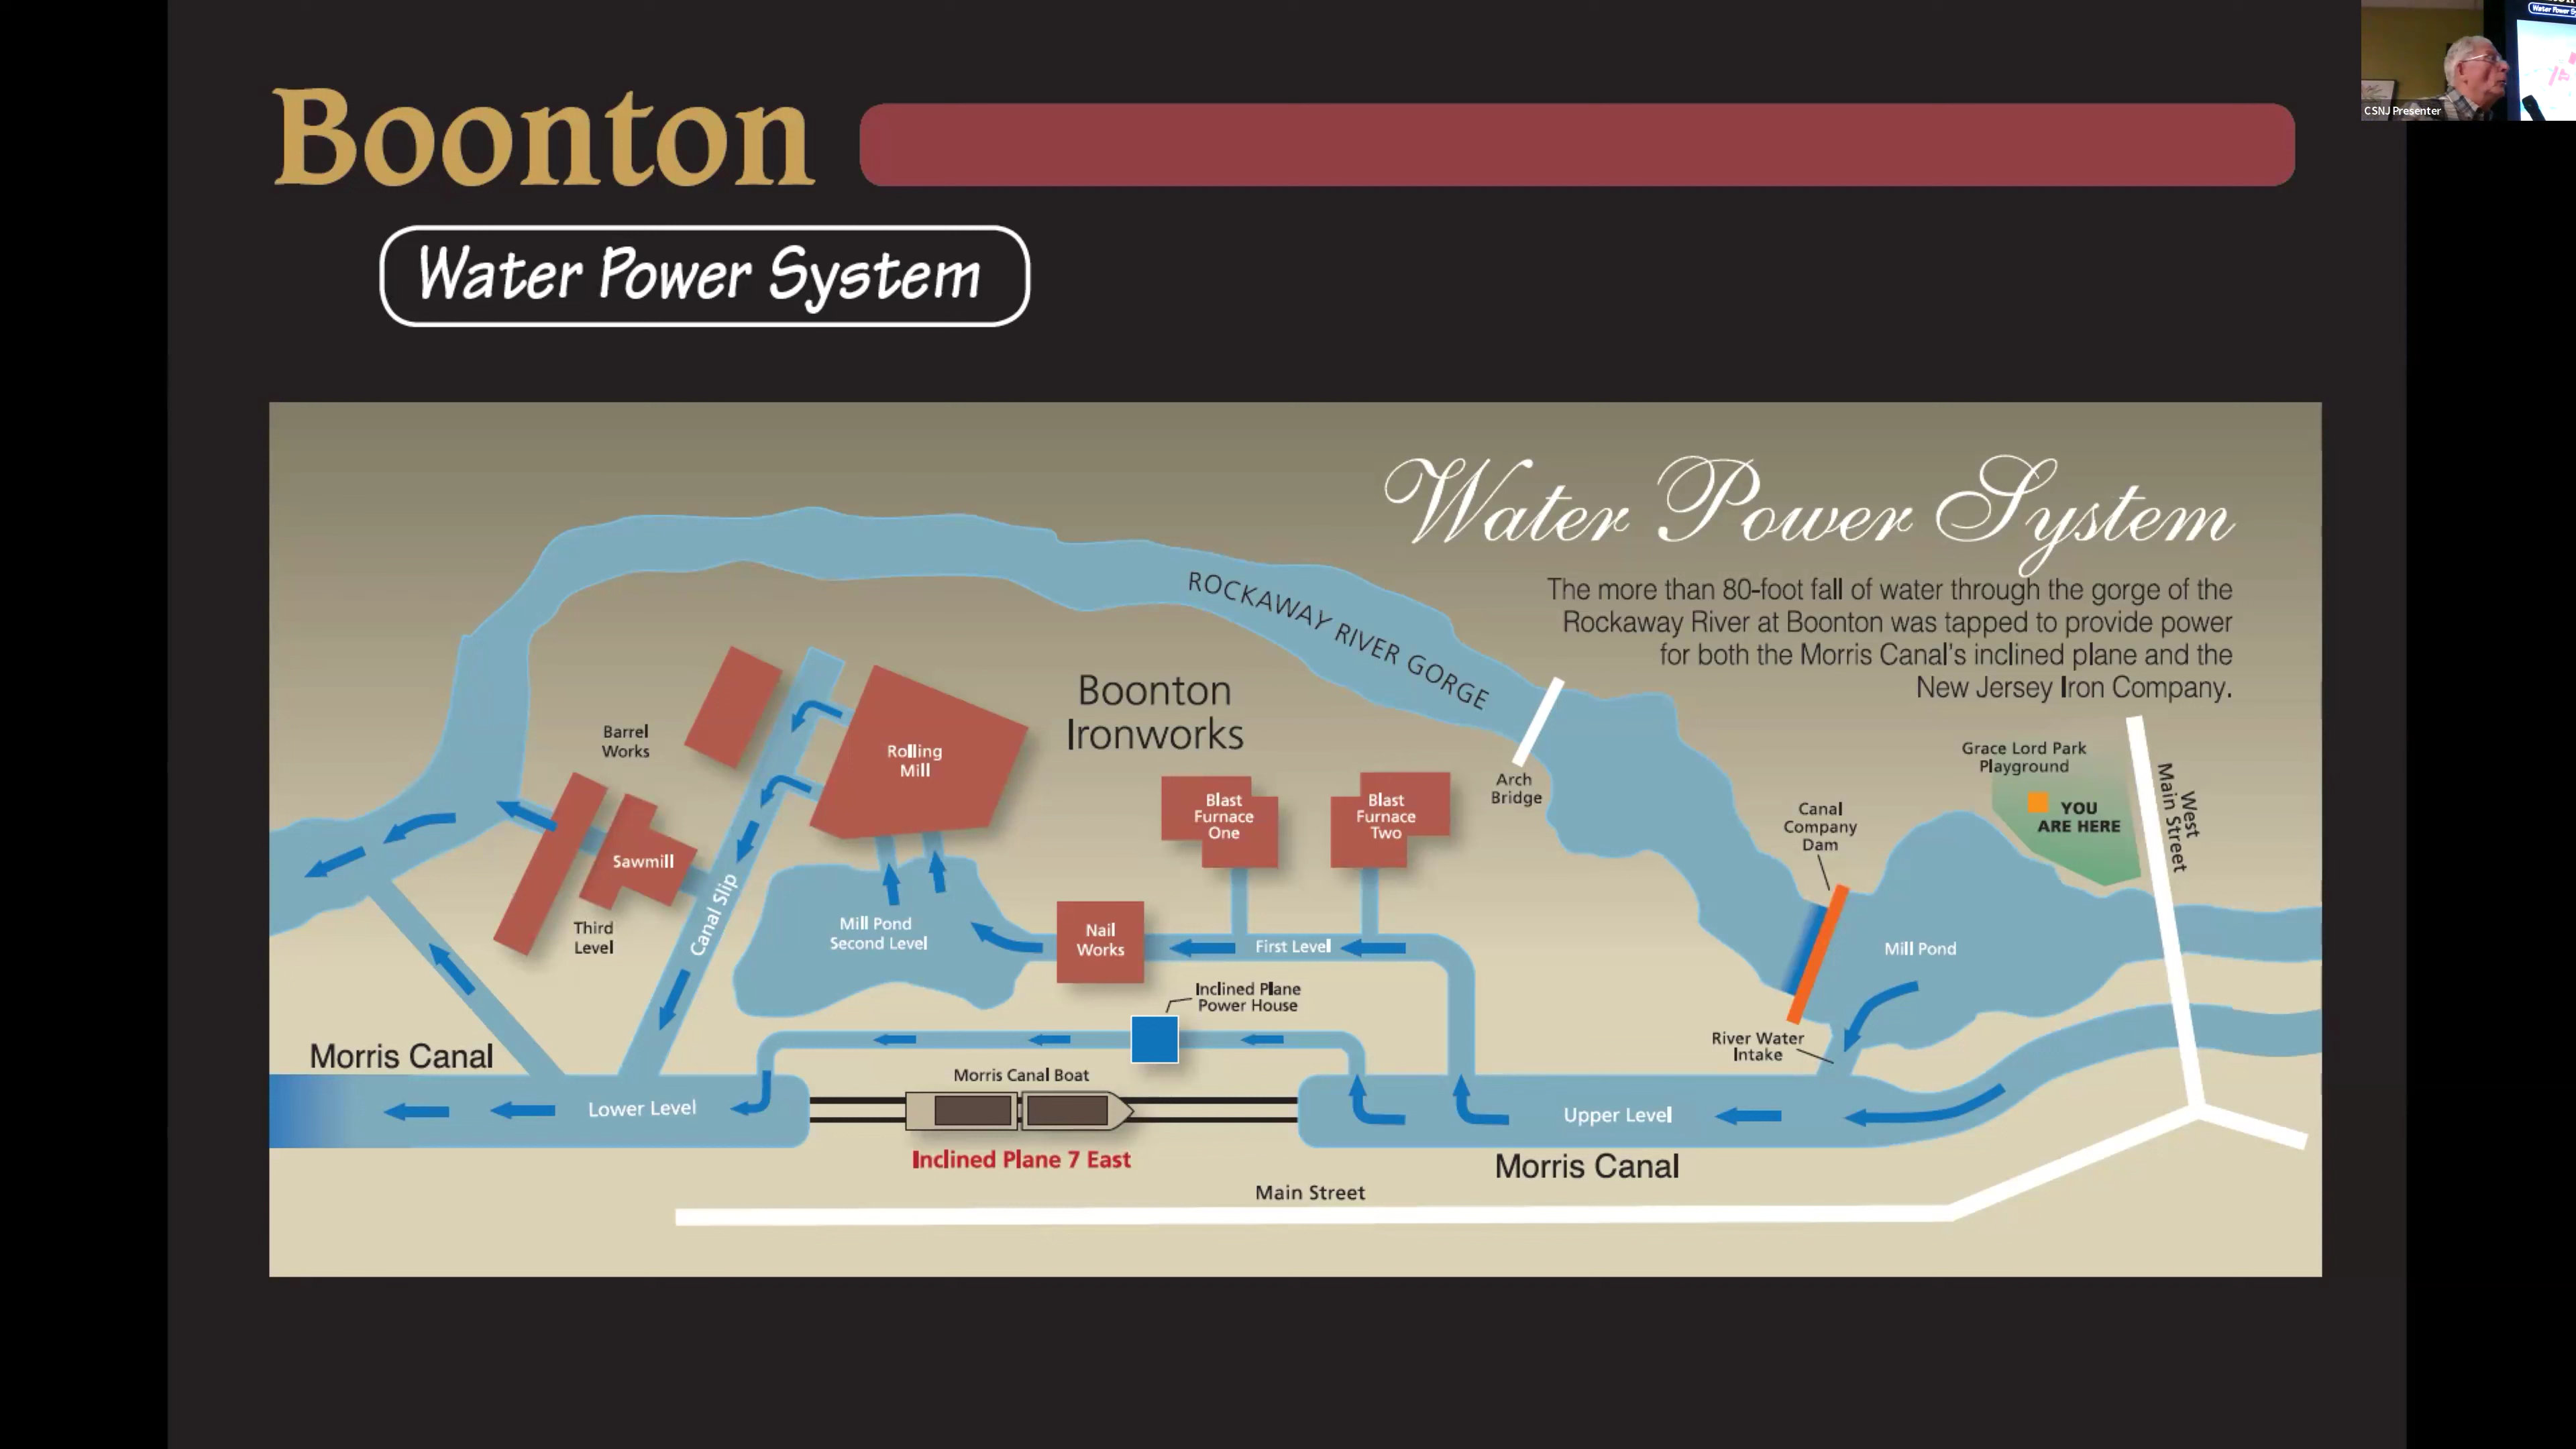 Boonton
Water Power System
Water Power System
The more than 80-foot fall of water through the gorge of the
Rockaway River at Boonton was tapped to provide power
for both the Morris Canal's inclined plane and the
New Jersey Iron Company.
ROCKAWAY RIVER GORGE
Boonton
Ironworks
Barrel
Works
Rolling
Mill
Sawmill
Third
Level
Canal Slip
Mill Pond
Second Level
Nail
Works
Blast
Furnace
One
Blast
Furnace
Two
First Level
Arch
Bridge
Canal
Company
Dam
Grace Lord Park
Playground
YOU
ARE HERE
West
Main Street
Mill Pond
River Water
Intake
Inclined Plane
Power House
Morris Canal
Lower Level
Morris Canal Boat
Inclined Plane 7 East
Upper Level
Morris Canal
Main Street
CSNJ Presenter